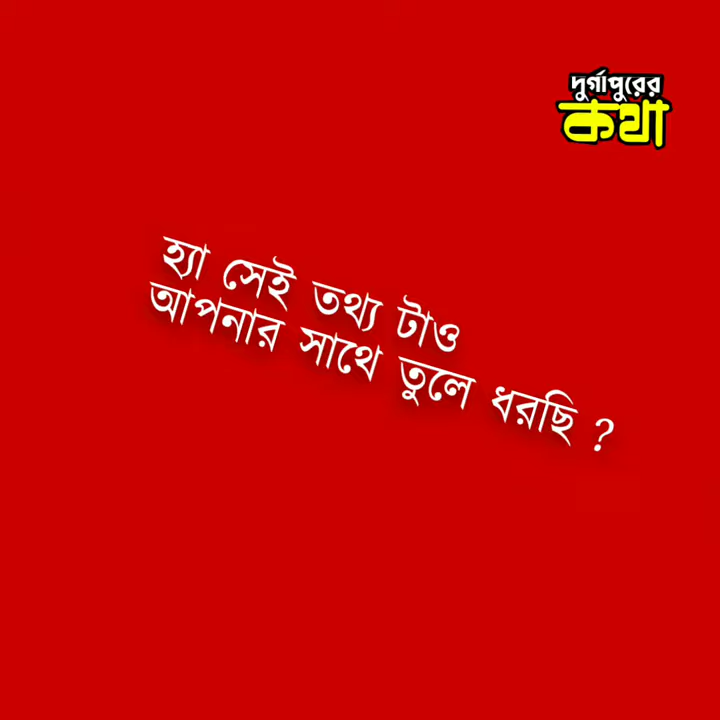 দুর্গাপুরের
কথা
হ্যা সেই তথ্য টাও
আপনার সাথে তুলে ধরছি ?